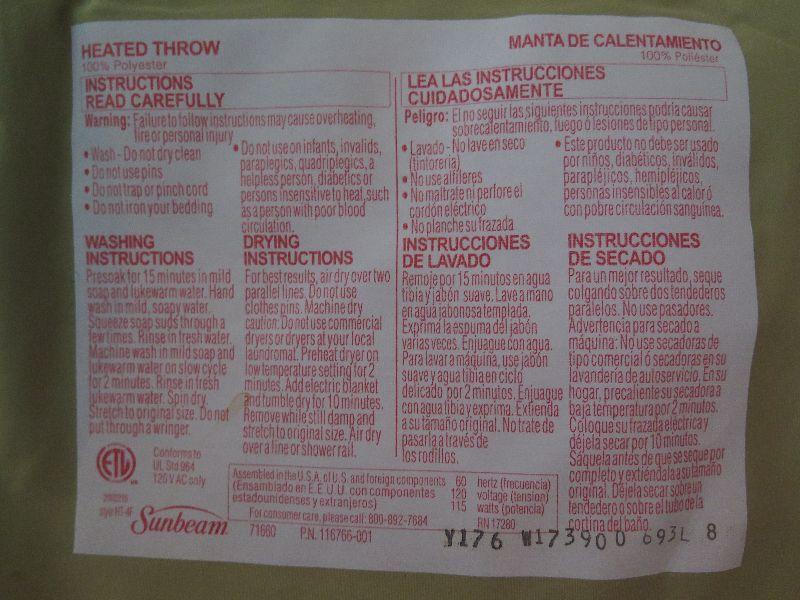 HEATED THROW
100% Polyester
INSTRUCTIONS
READ CAREFULLY
Warning: Failure to follow instructions may cause overheating,
fire or personal injury
• Wash - Do not dry clean
• Do not use pins
• Do not trap or pinch cord
• Do not iron your bedding
• Do not use on infants, invalids,
paraplegics, quadriplegics, a
helpless person, diabetics or
persons insensitive to heat, such
as a person with poor blood
circulation.
WASHING
INSTRUCTIONS
Presoak for 15 minutes in mild
soap and lukewarm water. Hand
wash in mild, soapy water.
Squeeze soap suds through a
few times. Rinse in fresh water.
Machine wash in mild soap and
lukewarm water on slow cycle
for 2 minutes. Rinse in fresh
lukewarm water. Spin dry.
Stretch to original size. Do not
put through a wringer.
DRYING
INSTRUCTIONS
For best results, air dry over two
parallel lines. Do not use
clothes pins. Machine dry
caution: Do not use commercial
dryers or dryers at your local
laundromat. Preheat dryer on
low temperature setting for 2
minutes. Add electric blanket
and tumble dry for 10 minutes.
Remove while still damp and
stretch to original size. Air dry
over a line or shower rail.
MANTA DE CALENTAMIENTO
100% Poliéster
LEA LAS INSTRUCCIONES
CUIDADOSAMENTE
Peligro: El no seguir las siguientes instrucciones podría causar
sobrecalentamiento, fuego ó lesiones de tipo personal.
• Lavado - No lave en seco
(tintorería)
• No use alfileres
• No maltrate ni perfore el
cordón eléctrico
• No planche su frazada
• Este producto no debe ser usado
por niños, diabéticos, inválidos,
parapléjicos, hemipléjicos,
personas insensibles al calor ó
con pobre circulación sanguínea.
INSTRUCCIONES
DE LAVADO
Remoje por 15 minutos en agua
tibia y jabón suave. Lave a mano
en agua jabonosa templada.
Exprima la espuma del jabón
varias veces. Enjuague con agua.
Para lavar a máquina, use jabón
suave y agua tibia en ciclo
delicado por 2 minutos. Enjuague
con agua tibia y exprima. Extienda
a su tamaño original. No trate de
pasarla a través de
los rodillos.
INSTRUCCIONES
DE SECADO
Para un mejor resultado, seque
colgando sobre dos tendederos
paralelos. No use pasadores.
Advertencia para secado a
máquina: No use secadoras de
tipo comercial ó secadoras en su
lavandería de autoservicio. En su
hogar, precaliente su secadora a
baja temperatura por 2 minutos.
Coloque su frazada eléctrica y
déjela secar por 10 minutos.
Sáquela antes de que se seque por
completo y extiéndala a su tamaño
original. Déjela secar sobre un
tendedero o sobre el tubo de la
cortina del baño.
ETL
Conforms to
UL Std 964
120 V AC only
style HT-4F
Sunbeam
Assembled in the U.S.A. of U.S. and foreign components
(Ensamblado en E.E.U.U. con componentes
estadounidenses y extranjeros)
For consumer care, please call: 800-892-7684
60 hertz (frecuencia)
120 voltage (tension)
115 watts (potencia)
RN 17280
71660 P.N. 116766-001
Y176 W173900 693L 8